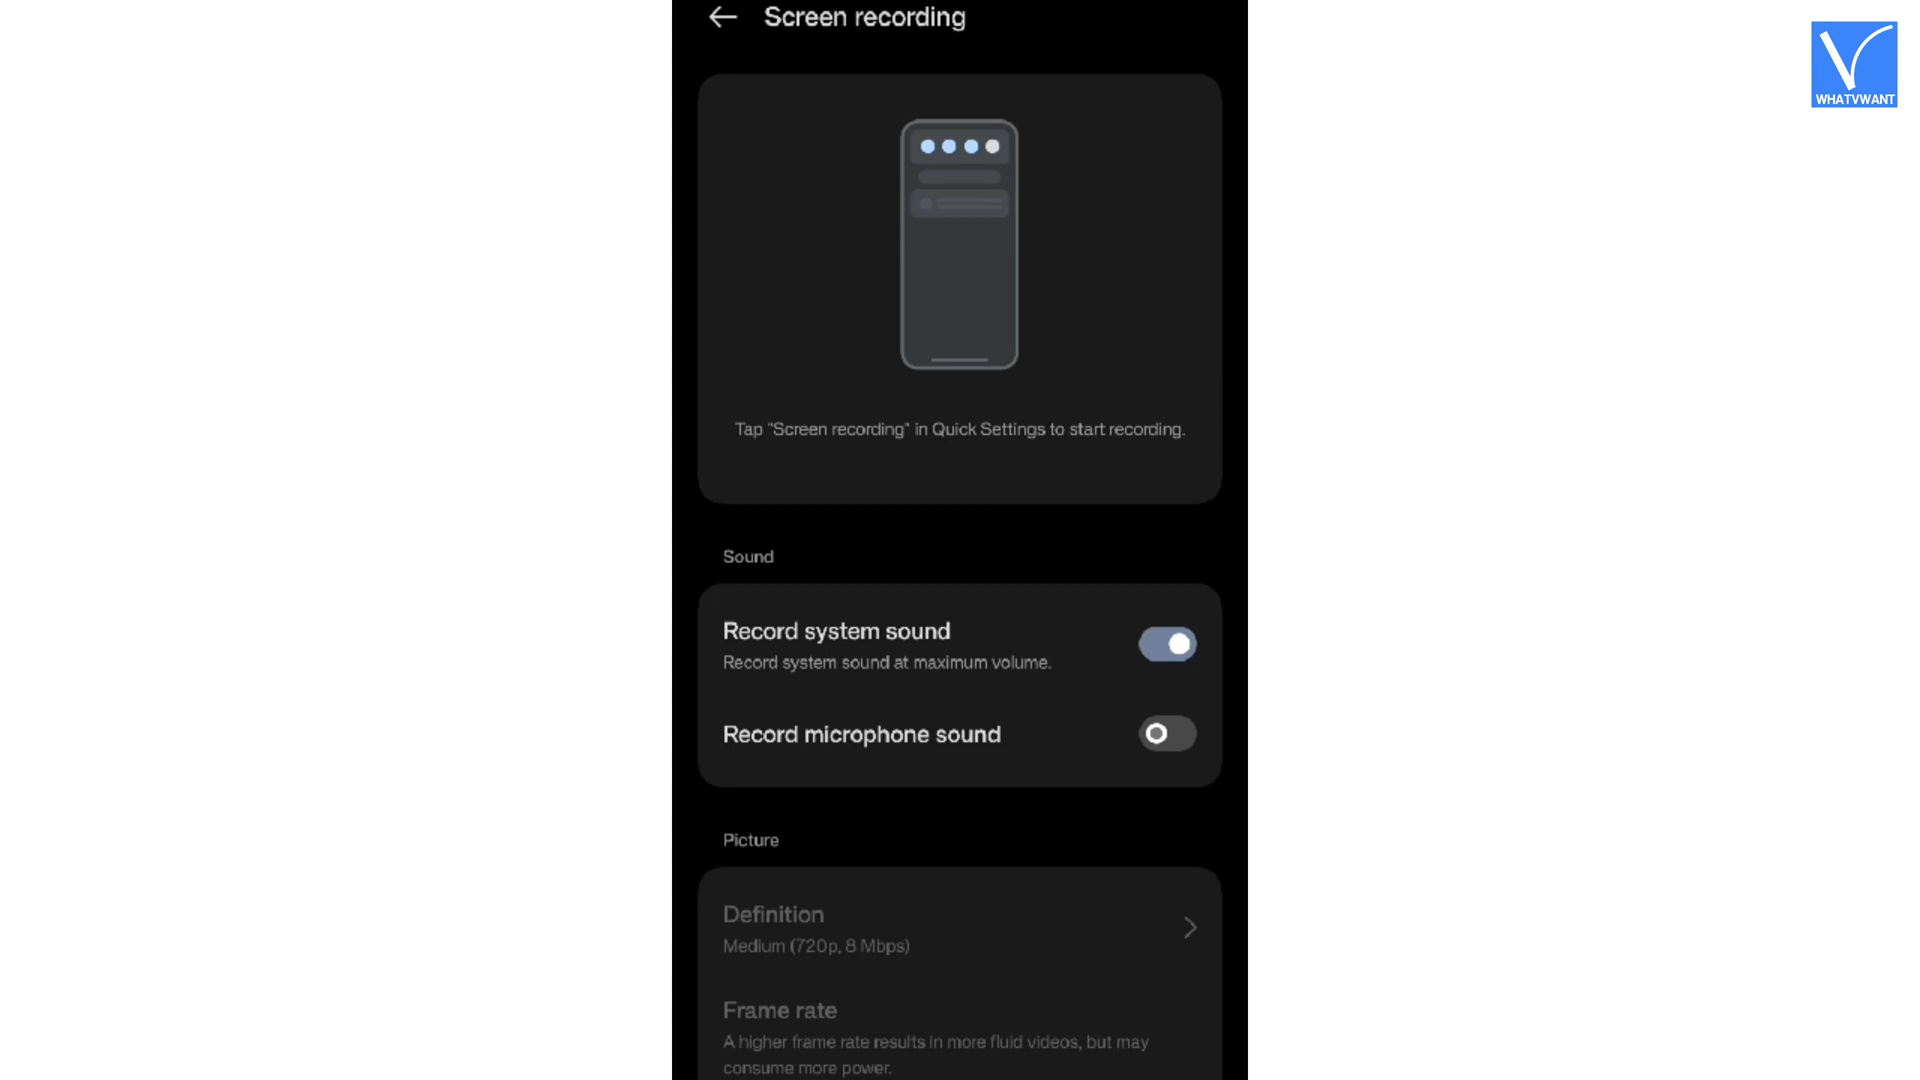 Screen recording
WHATVWANT
Tap "Screen recording" in Quick Settings to start recording.
Sound
Record system sound
Record system sound at maximum volume.
Record microphone sound
Picture
Definition
Medium (720p, 8 Mbps)
Frame rate
A higher frame rate results in more fluid videos, but may
consume more power.